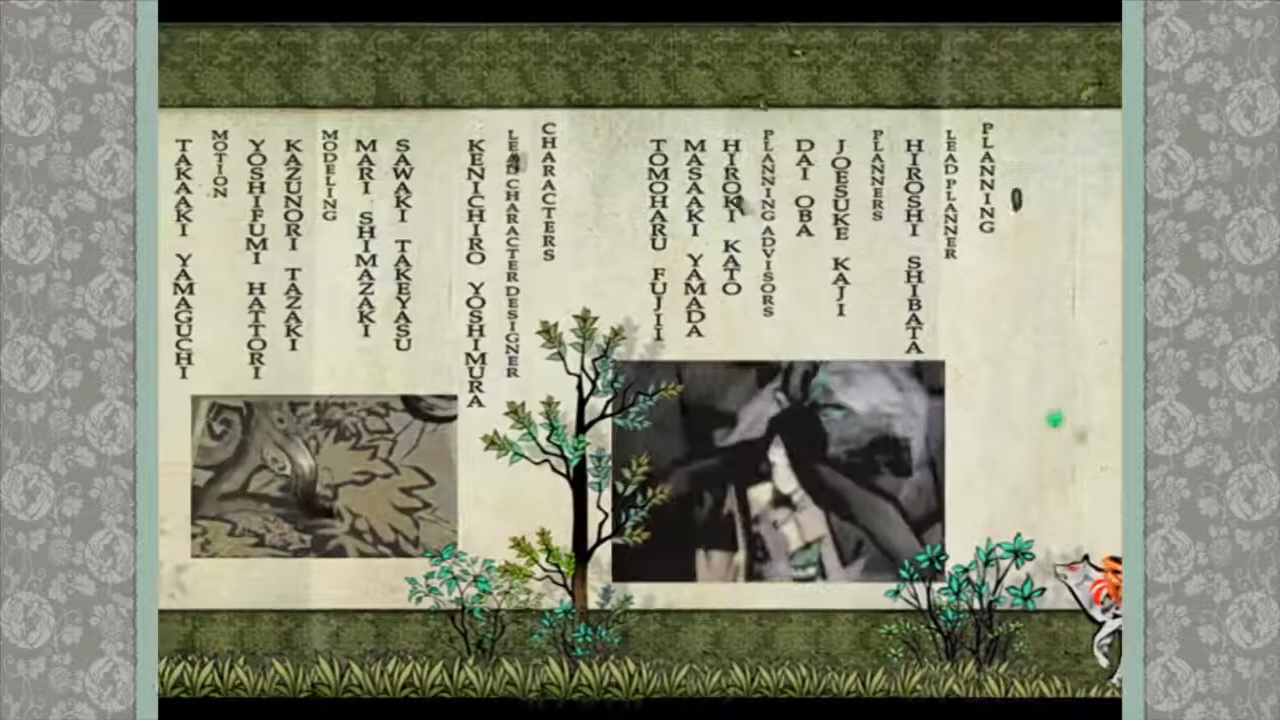 PLANNING
LEAD PLANNER
HIROSHI SHIBATA
PLANNERS
JOESUKE KAJI
DAI OBA
PLANNING ADVISORS
HIROKI KATO
MASAAKI YAMADA
TOMOHARU FUJII
CHARACTERS
LEAD CHARACTER DESIGNER
KENICHIRO YOSHIMURA
SAWAKI TAKEYASU
MARI SHIMAZAKI
MODELING
KAZUNORI TAZAKI
YOSHIFUMI HATTORI
MOTION
TAKAAKI YAMAGUCHI